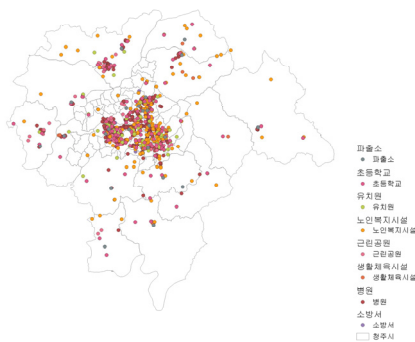 파출소
파출소
초등학교
초등학교
유치원
유치원
노인복지시설
노인복지시설
근린공원
근린공원
생활체육시설
생활체육시설
병원
병원
소방서
소방서
청주시